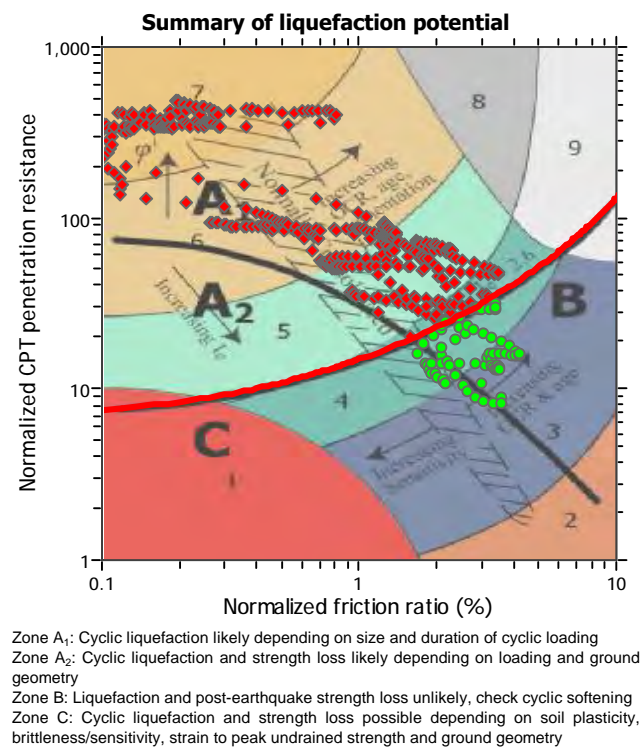 Summary of liquefaction potential
1,000
100
10
1
Normalized CPT penetration resistance
7
8
9
φ'
Increasing
OCR, age,
cementation
A
6
A2
Increasing Ic
5
2.6
B
4
Increasing
OCR & age
C
Increasing
sensitivity
3
1
2
0.1
1
10
Normalized friction ratio (%)
Zone A1: Cyclic liquefaction likely depending on size and duration of cyclic loading
Zone A2: Cyclic liquefaction and strength loss likely depending on loading and ground
geometry
Zone B: Liquefaction and post-earthquake strength loss unlikely, check cyclic softening
Zone C: Cyclic liquefaction and strength loss possible depending on soil plasticity,
brittleness/sensitivity, strain to peak undrained strength and ground geometry